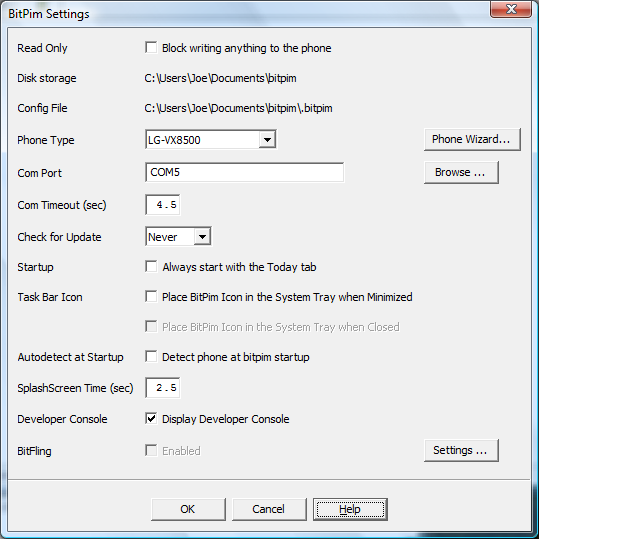 BitPim Settings
Read Only Block writing anything to the phone
Disk storage C:\Users\Joe\Documents\bitpim
Config File C:\Users\Joe\Documents\bitpim\.bitpim
Phone Type LG-VX8500 Phone Wizard...
Com Port COM5 Browse ...
Com Timeout (sec) 4.5
Check for Update Never
Startup Always start with the Today tab
Task Bar Icon Place BitPim Icon in the System Tray when Minimized
Place BitPim Icon in the System Tray when Closed
Autodetect at Startup Detect phone at bitpim startup
SplashScreen Time (sec) 2.5
Developer Console Display Developer Console
BitFling Enabled Settings ...
OK Cancel Help